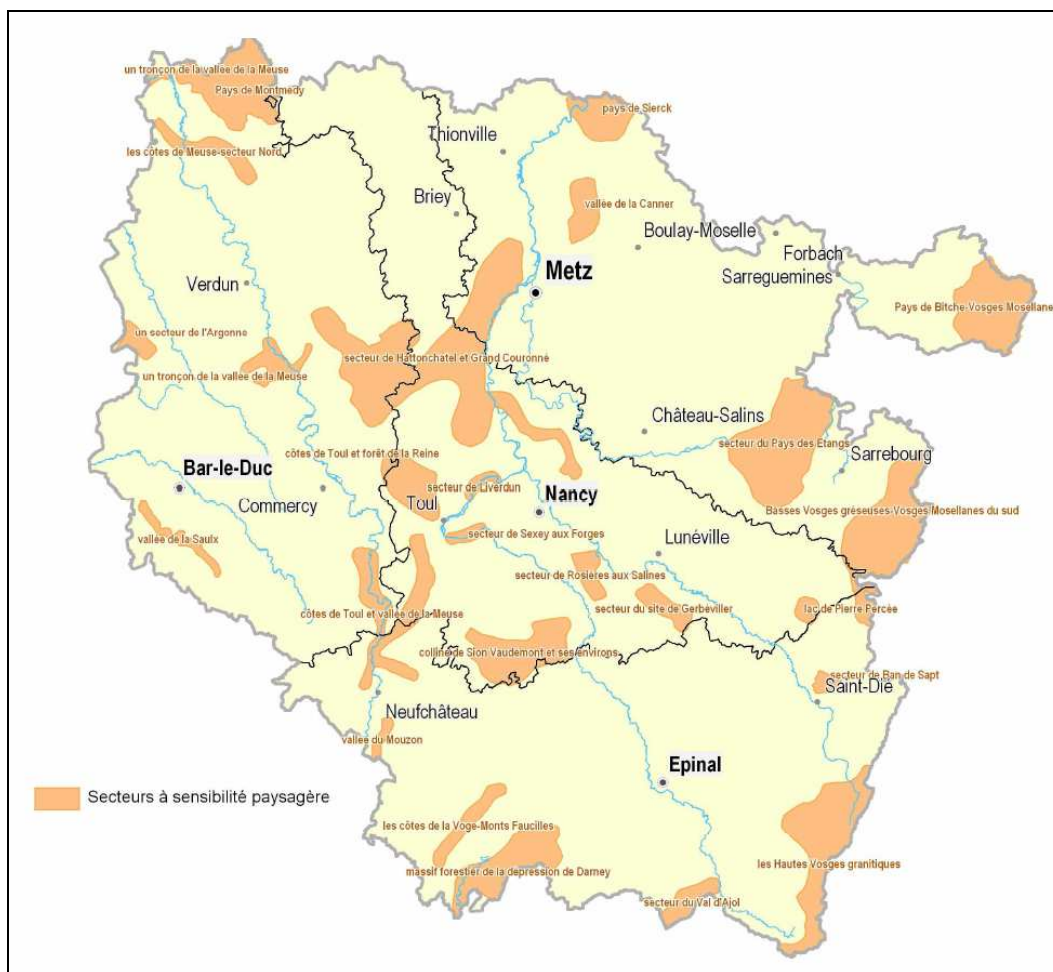 un tronçon de la vallée de la Meuse
Pays de Montmedy
pays de Sierck
Thionville
les côtes de Meuse-secteur Nord
Briey
vallée de la Canner
Boulay-Moselle
Forbach
Sarreguemines
Metz
Verdun
Pays de Bitche-Vosges Mosellane
un secteur de l'Argonne
secteur de Hattonchatel et Grand Couronné
un tronçon de la vallée de la Meuse
Château-Salins
secteur du Pays des Etangs
Sarrebourg
côtes de Toul et forêt de la Reine
Bar-le-Duc
secteur de Liverdun
Commercy
Toul
Nancy
Basses Vosges gréseuses-Vosges Mosellanes du sud
vallée de la Saulx
secteur de Sexey aux Forges
Lunéville
secteur de Rosières aux Salines
secteur du site de Gerbéviller
lac de Pierre Percée
côtes de Toul et vallée de la Meuse
colline de Sion Vaudemont et ses environs
secteur de Ban de Sapt
Saint-Dié
Neufchâteau
vallée du Mouzon
Epinal
Secteurs à sensibilité paysagère
les côtes de la Voge-Monts Faucilles
les Hautes Vosges granitiques
massif forestier de la dépression de Darney
secteur du Val d'Ajol